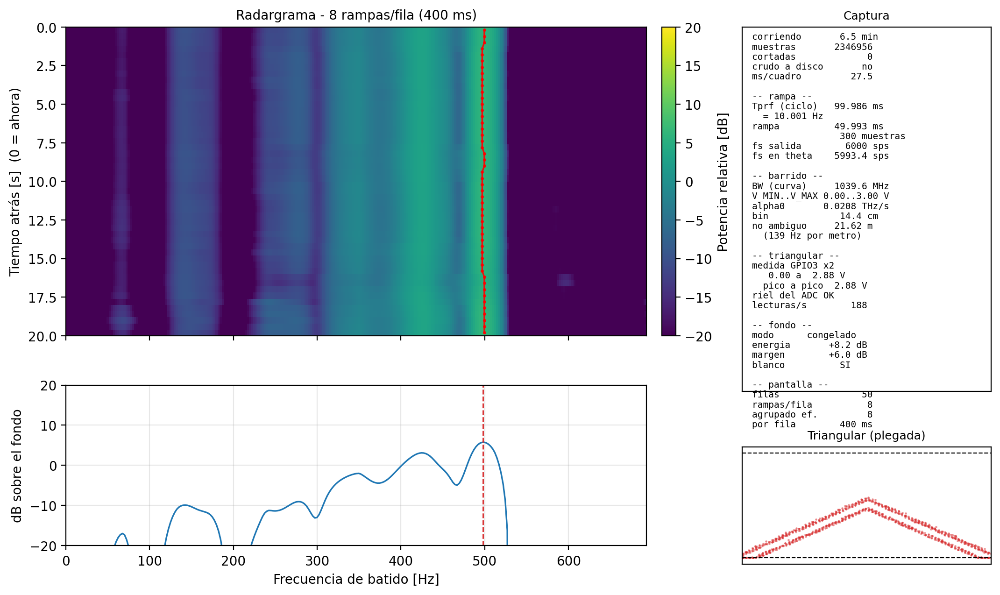 Radargrama - 8 rampas/fila (400 ms)
0.0
2.5
5.0
7.5
10.0
12.5
15.0
17.5
20.0
Tiempo atrás [s]  (0 = ahora)
20
15
10
5
0
−5
−10
−15
−20
Potencia relativa [dB]
20
10
0
−10
−20
dB sobre el fondo
0 100 200 300 400 500 600
Frecuencia de batido [Hz]
Captura
corriendo       6.5 min
muestras       2346956
cortadas             0
crudo a disco       no
ms/cuadro         27.5
-- rampa --
Tprf (ciclo)   99.986 ms
= 10.001 Hz
rampa          49.993 ms
300 muestras
fs salida        6000 sps
fs en theta    5993.4 sps
-- barrido --
BW (curva)     1039.6 MHz
V_MIN..V_MAX 0.00..3.00 V
alpha0       0.0208 THz/s
bin             14.4 cm
no ambiguo     21.62 m
(139 Hz por metro)
-- triangular --
medida GPIO3 x2
0.00 a  2.88 V
pico a pico  2.88 V
riel del ADC OK
lecturas/s        188
-- fondo --
modo      congelado
energia       +8.2 dB
margen        +6.0 dB
blanco          SI
-- pantalla --
filas               50
rampas/fila          8
agrupado ef.         8
por fila        400 ms
Triangular (plegada)